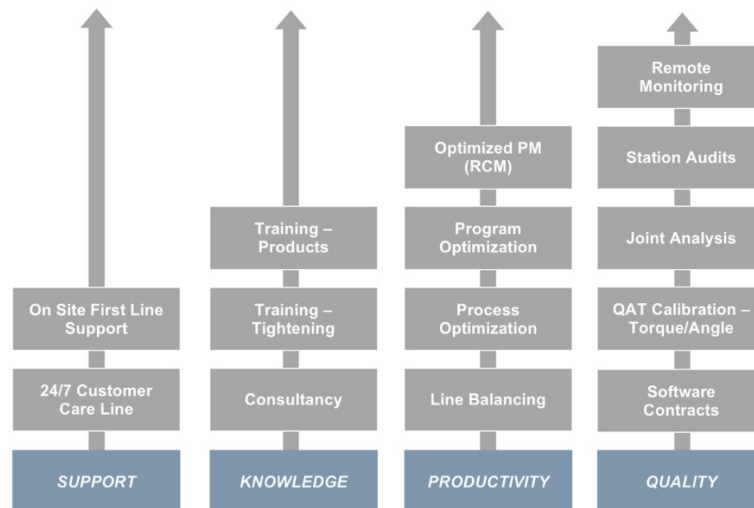 Remote
Monitoring
Optimized PM
(RCM)
Station Audits
Training –
Products
Program
Optimization
Joint Analysis
On Site First Line
Support
Training –
Tightening
Process
Optimization
QAT Calibration –
Torque/Angle
24/7 Customer
Care Line
Consultancy
Line Balancing
Software
Contracts
SUPPORT
KNOWLEDGE
PRODUCTIVITY
QUALITY